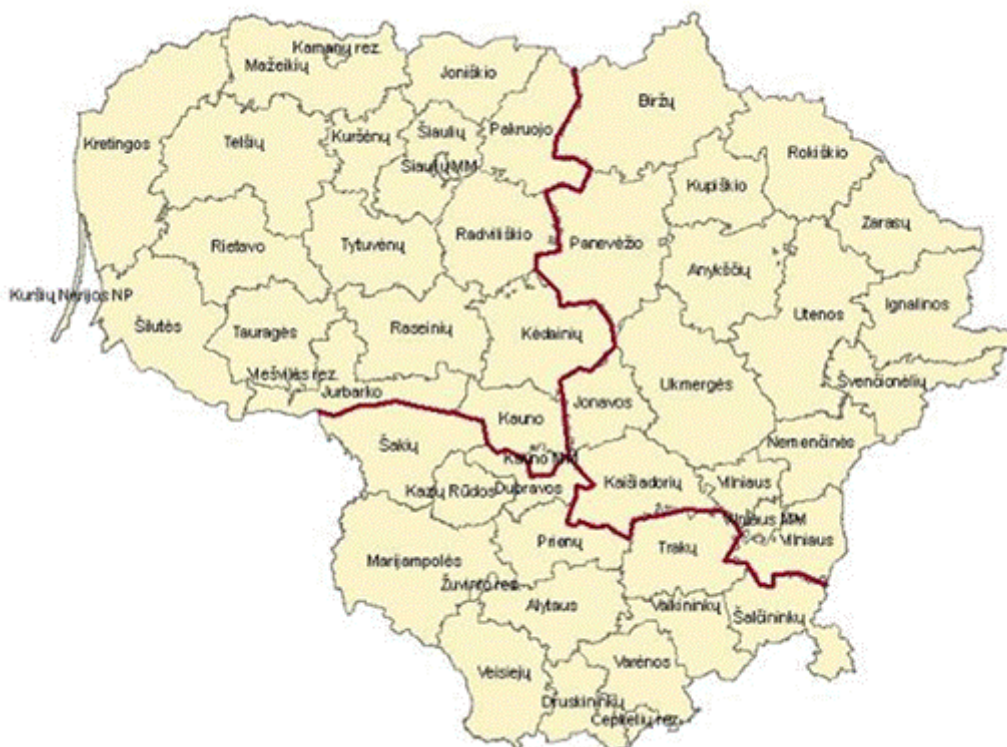 Kamanų rez.
Mažeikių
Joniškio
Biržų
Kretingos
Telšių
Kuršėnų
Šiaulių
Pakruojo
Rokiškio
Šiaulių MM
Kupiškio
Zarasų
Rietavo
Tytuvėnų
Radviliškio
Panevėžio
Anykščių
Kuršių Nerijos NP
Ignalinos
Šilutės
Tauragės
Raseinių
Kėdainių
Utenos
Viešvilės rez.
Jurbarko
Ukmergės
Švenčionėlių
Kauno
Jonavos
Šakių
Nemenčinės
Kauno MM
Kazlų Rūdos
Dubravos
Kaišiadorių
Vilniaus
Vilniaus MM
Vilniaus
Prienų
Trakų
Marijampolės
Žuvinto rez.
Alytaus
Valkininkų
Šalčininkų
Veisiejų
Varėnos
Druskininkų
Čepkelių rez.